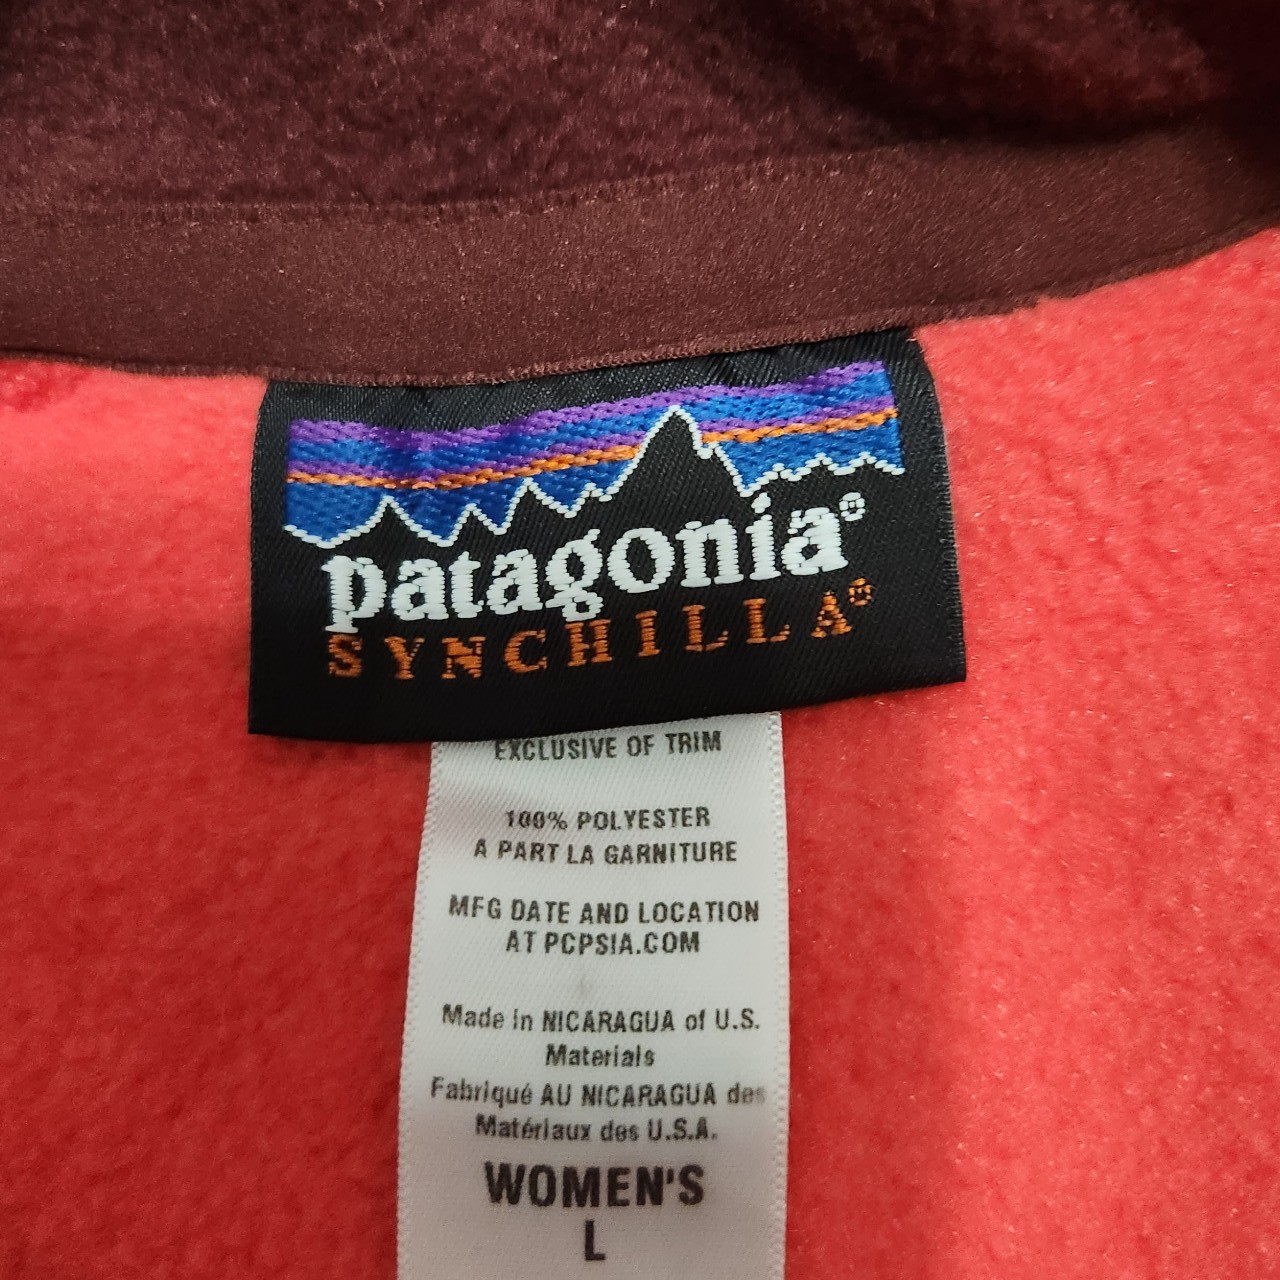 patagonia®
SYNCHILLA®
EXCLUSIVE OF TRIM
100% POLYESTER
A PART LA GARNITURE
MFG DATE AND LOCATION
AT PCPSIA.COM
Made in NICARAGUA of U.S.
Materials
Fabriqué AU NICARAGUA des
Matériaux des U.S.A.
WOMEN'S
L